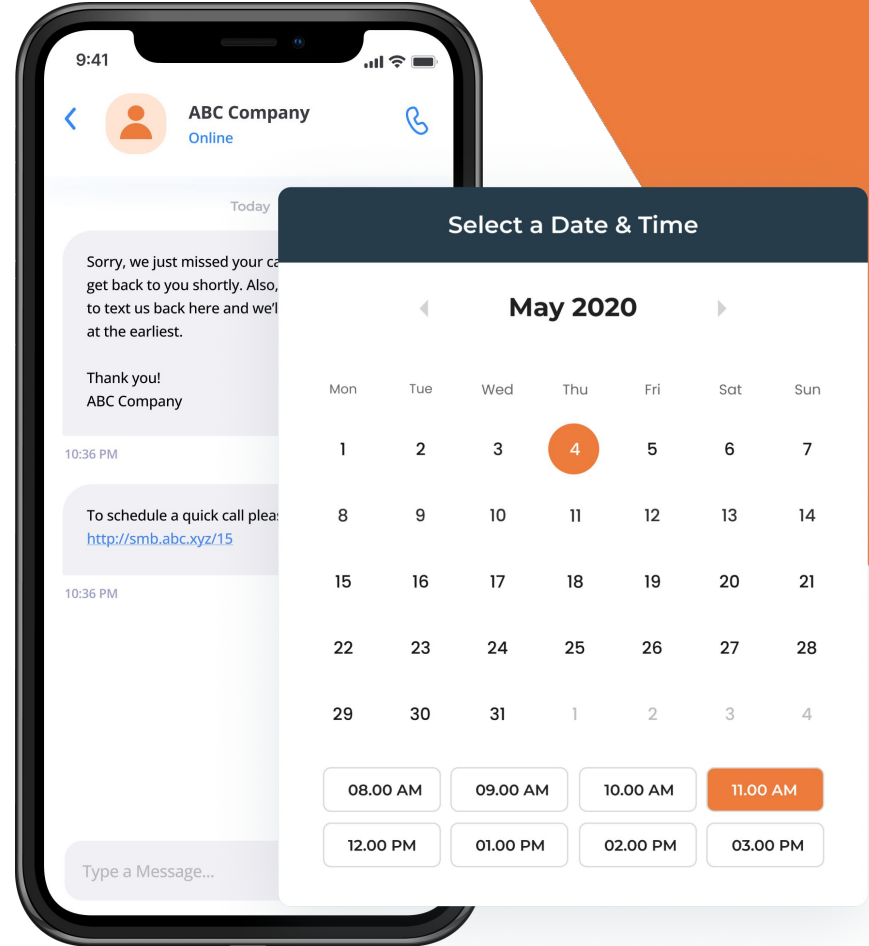 9:41
ABC Company
Online
Today
Sorry, we just missed your
get back to you shortly. Also,
to text us back here and
at the earliest.
Thank you!
ABC Company
10:36 PM
To schedule a quick call
http://smb.abc.xyz/15
10:36 PM
Type a Message...
Select a Date & Time
May 2020
Mon Tue Wed Thu Fri Sat Sun
1 2 3 4 5 6 7
8 9 10 11 12 13 14
15 16 17 18 19 20 21
22 23 24 25 26 27 28
29 30 31 1 2 3 4
08.00 AM 09.00 AM 10.00 AM 11.00 AM
12.00 PM 01.00 PM 02.00 PM 03.00 PM